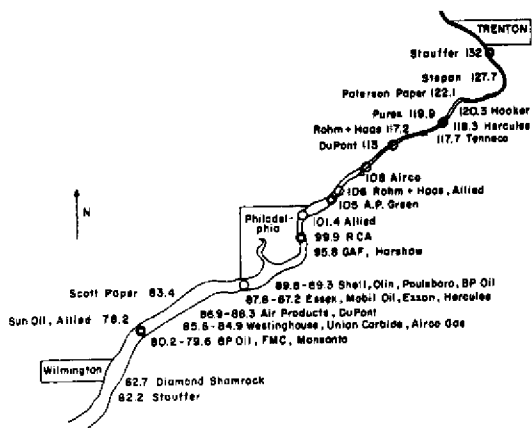 TRENTON
Stauffer 132
Stepan 127.7
Paterson Paper 122.1
Purex 119.9
120.3 Hooker
Rohm + Haas 117.2
118.3 Hercules
DuPont 113
117.7 Tenneco
108 Airco
106 Rohm + Haas, Allied
105 A.P. Green
Philadel-
phia
101.4 Allied
99.9 RCA
95.8 GAF, Harshaw
N
Scott Paper 83.4
89.8-89.3 Shell, Olin, Paulsboro, BP Oil
87.8-87.2 Essex, Mobil Oil, Exxon, Hercules
86.9-86.3 Air Products, DuPont
Sun Oil, Allied 78.2
85.6-84.9 Westinghouse, Union Carbide, Airco Gas
80.2-79.6 BP Oil, FMC, Monsanto
Wilmington
62.7 Diamond Shamrock
62.2 Stauffer